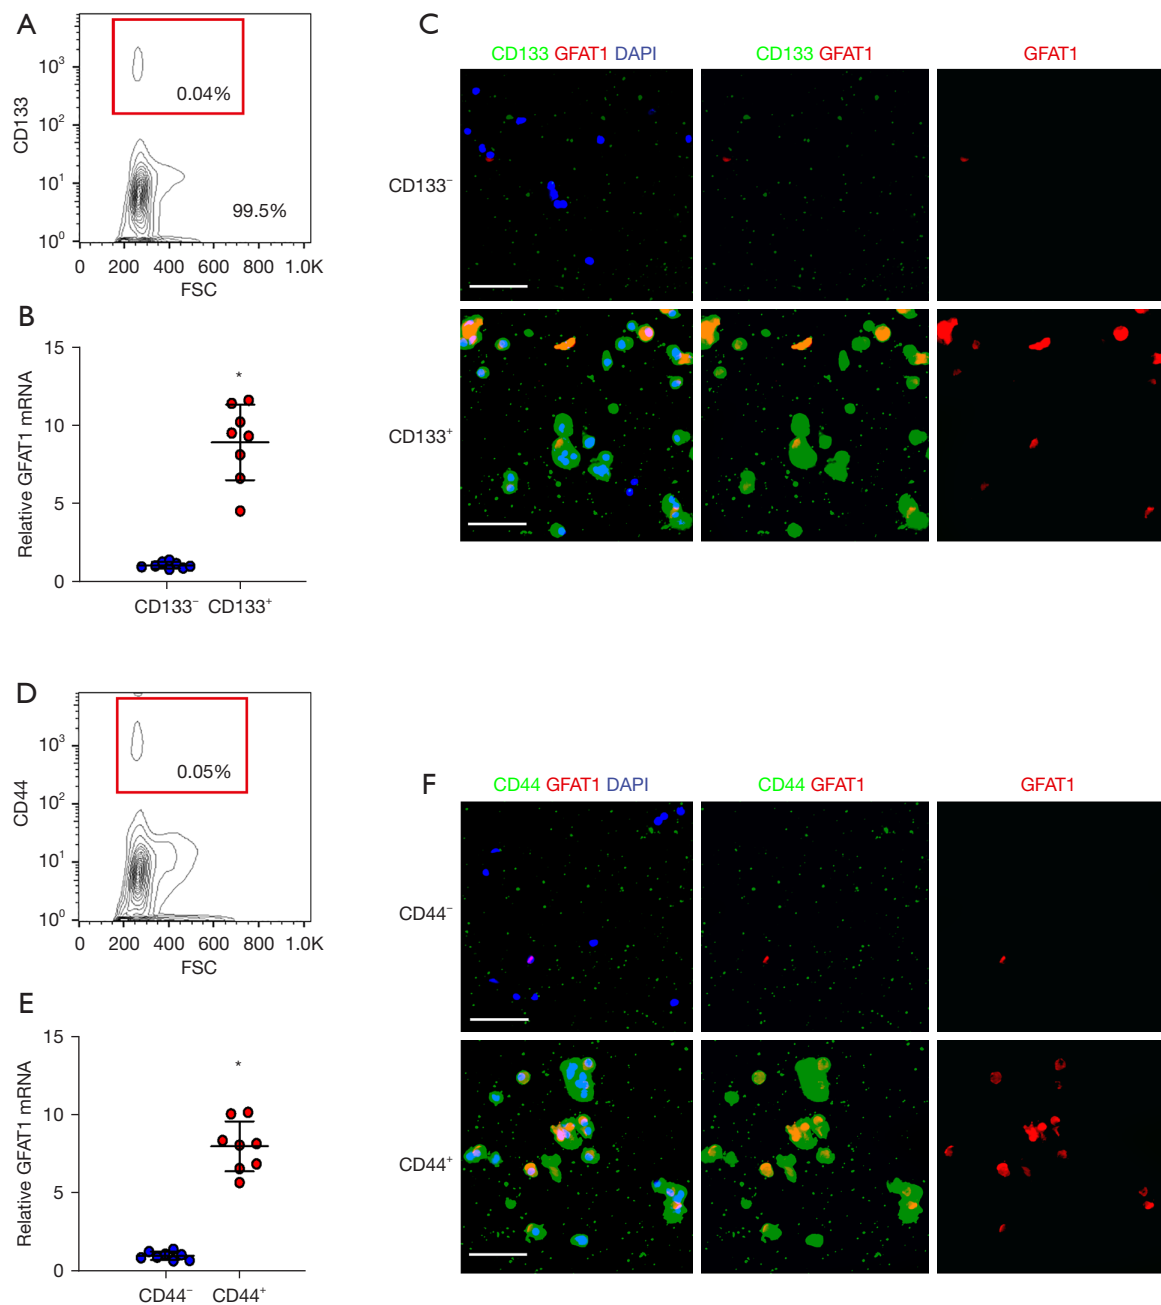 A
CD133
10³
10²
10¹
10⁰
0.04%
99.5%
0 200 400 600 800 1.0K
FSC
B
Relative GFAT1 mRNA
15
10
5
0
*
CD133⁻ CD133⁺
C
CD133 GFAT1 DAPI CD133 GFAT1 GFAT1
CD133⁻
CD133⁺
D
CD44
10³
10²
10¹
10⁰
0.05%
0 200 400 600 800 1.0K
FSC
E
Relative GFAT1 mRNA
15
10
5
0
*
CD44⁻ CD44⁺
F
CD44 GFAT1 DAPI CD44 GFAT1 GFAT1
CD44⁻
CD44⁺